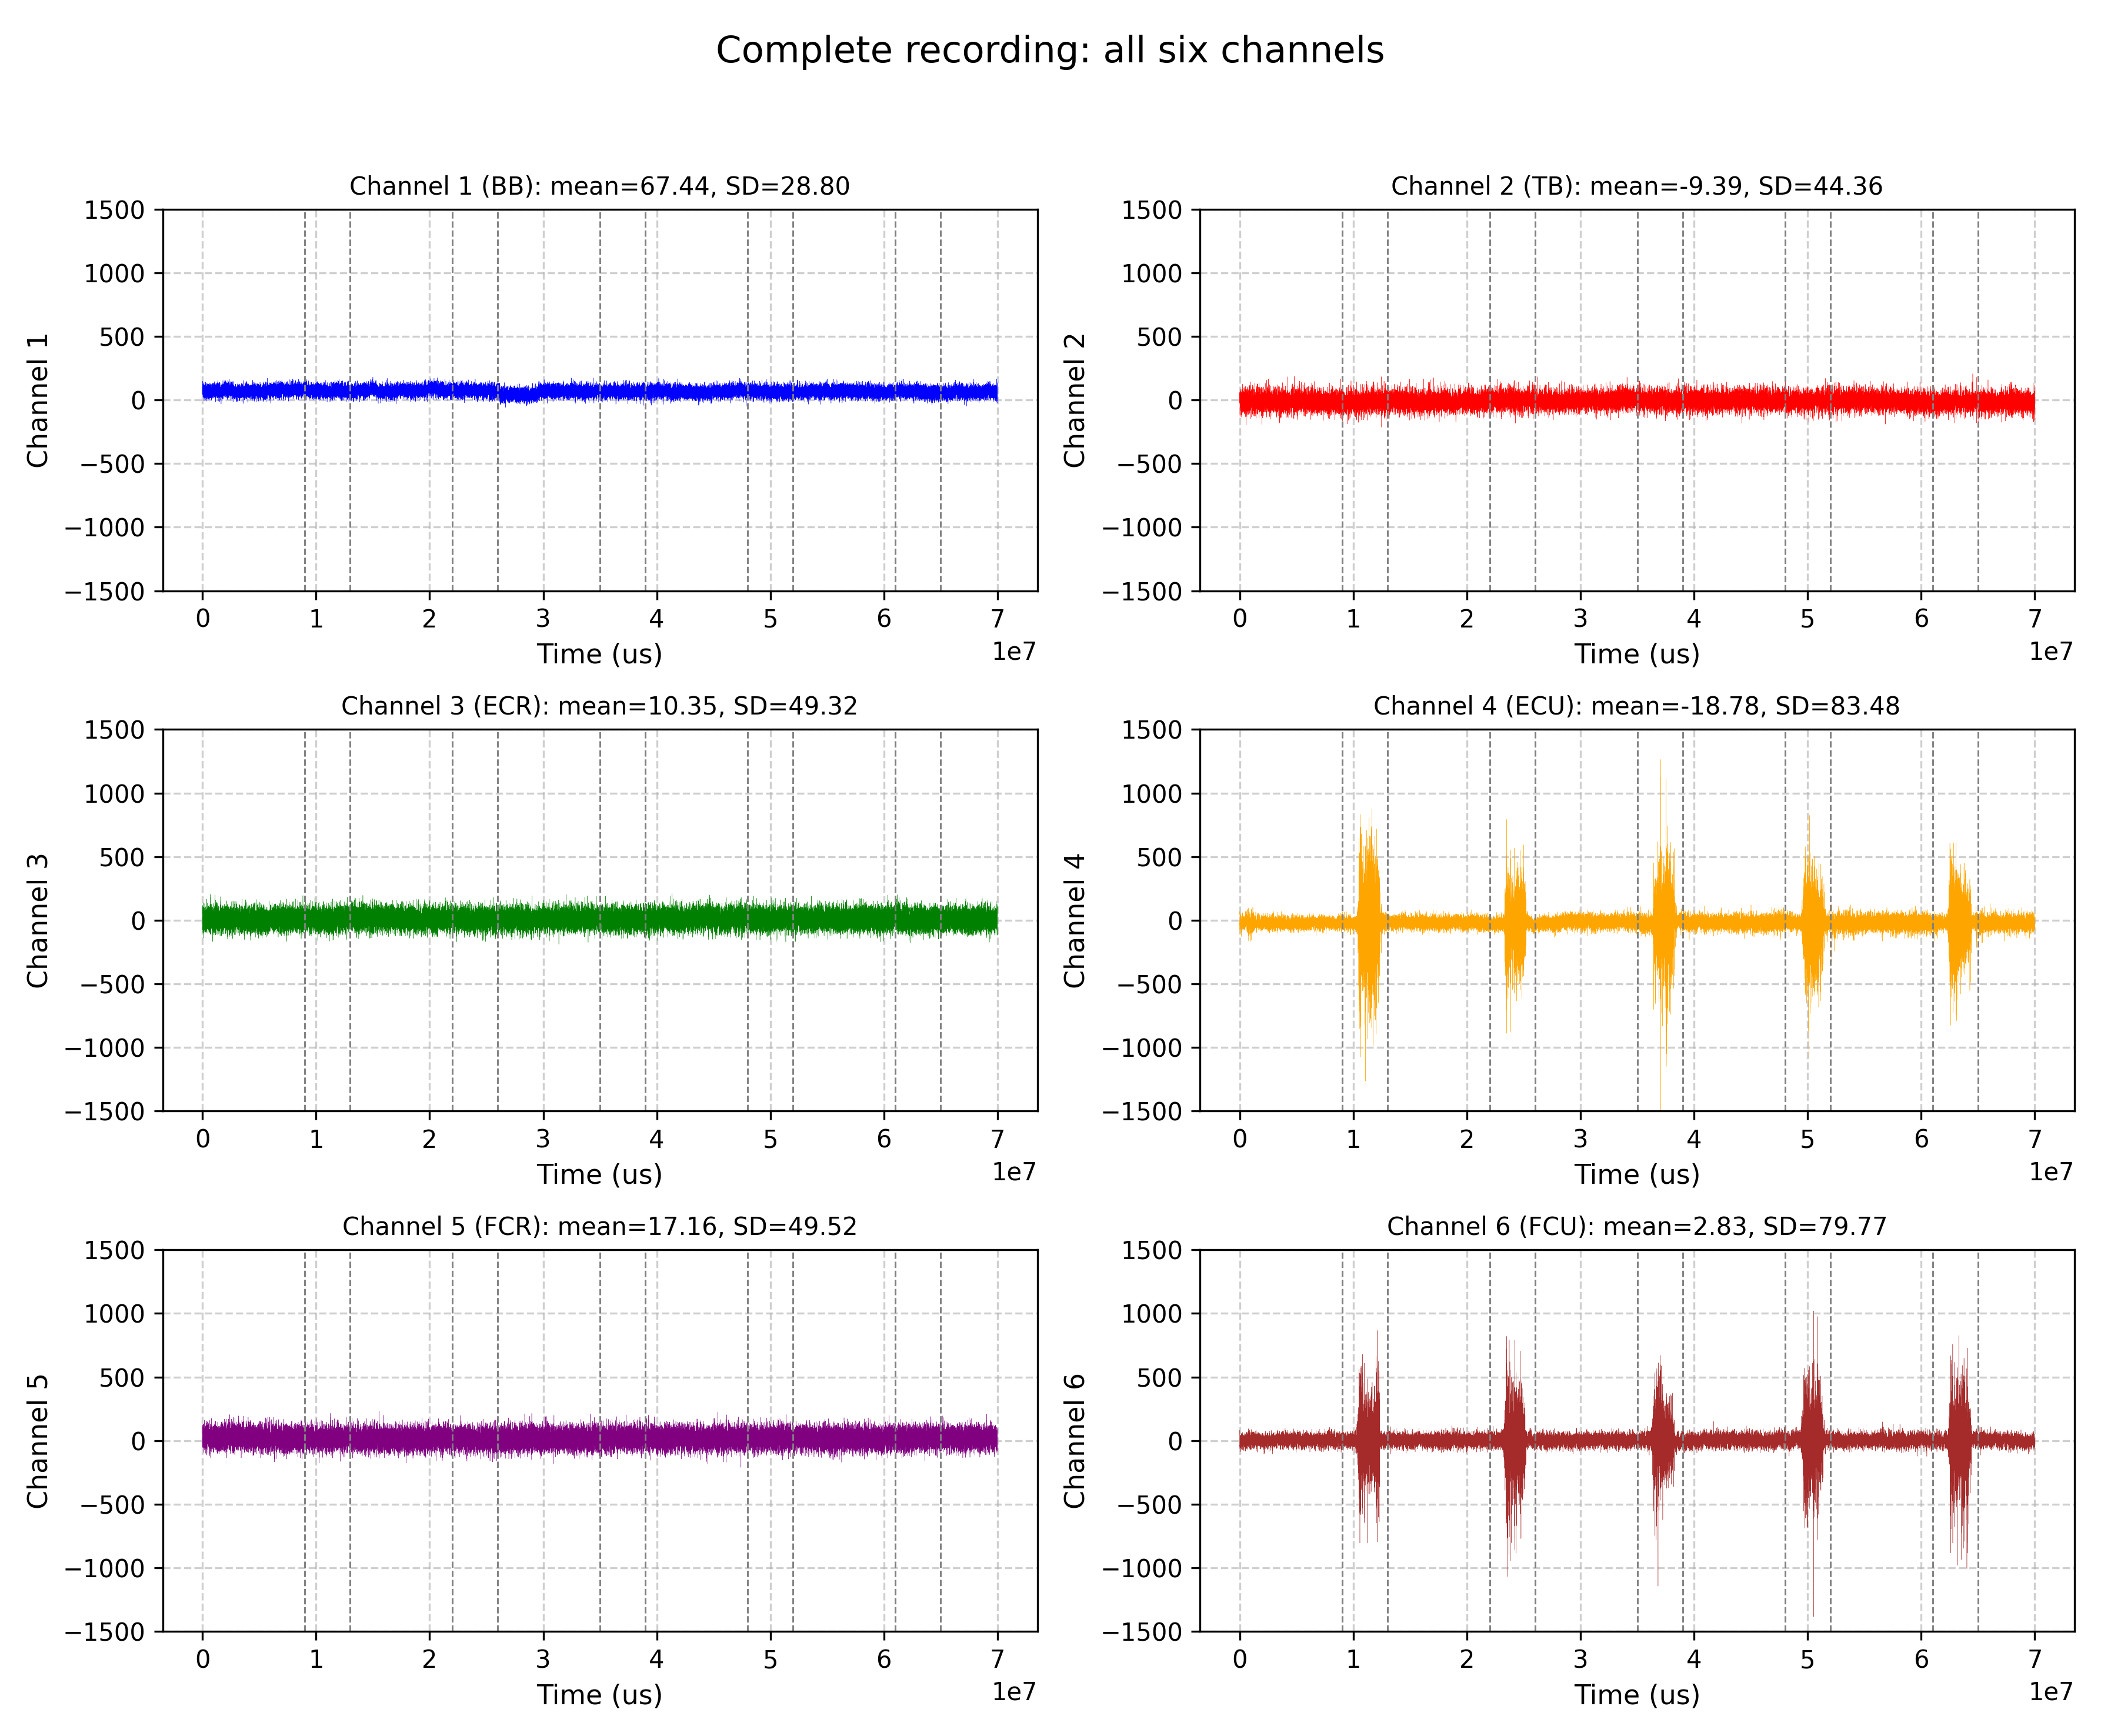 Complete recording: all six channels
Channel 1 (BB): mean=67.44, SD=28.80
1500
1000
500
0
−500
−1000
−1500
Channel 1
0 1 2 3 4 5 6 7
1e7
Time (us)
Channel 2 (TB): mean=-9.39, SD=44.36
1500
1000
500
0
−500
−1000
−1500
Channel 2
0 1 2 3 4 5 6 7
1e7
Time (us)
Channel 3 (ECR): mean=10.35, SD=49.32
1500
1000
500
0
−500
−1000
−1500
Channel 3
0 1 2 3 4 5 6 7
1e7
Time (us)
Channel 4 (ECU): mean=-18.78, SD=83.48
1500
1000
500
0
−500
−1000
−1500
Channel 4
0 1 2 3 4 5 6 7
1e7
Time (us)
Channel 5 (FCR): mean=17.16, SD=49.52
1500
1000
500
0
−500
−1000
−1500
Channel 5
0 1 2 3 4 5 6 7
1e7
Time (us)
Channel 6 (FCU): mean=2.83, SD=79.77
1500
1000
500
0
−500
−1000
−1500
Channel 6
0 1 2 3 4 5 6 7
1e7
Time (us)